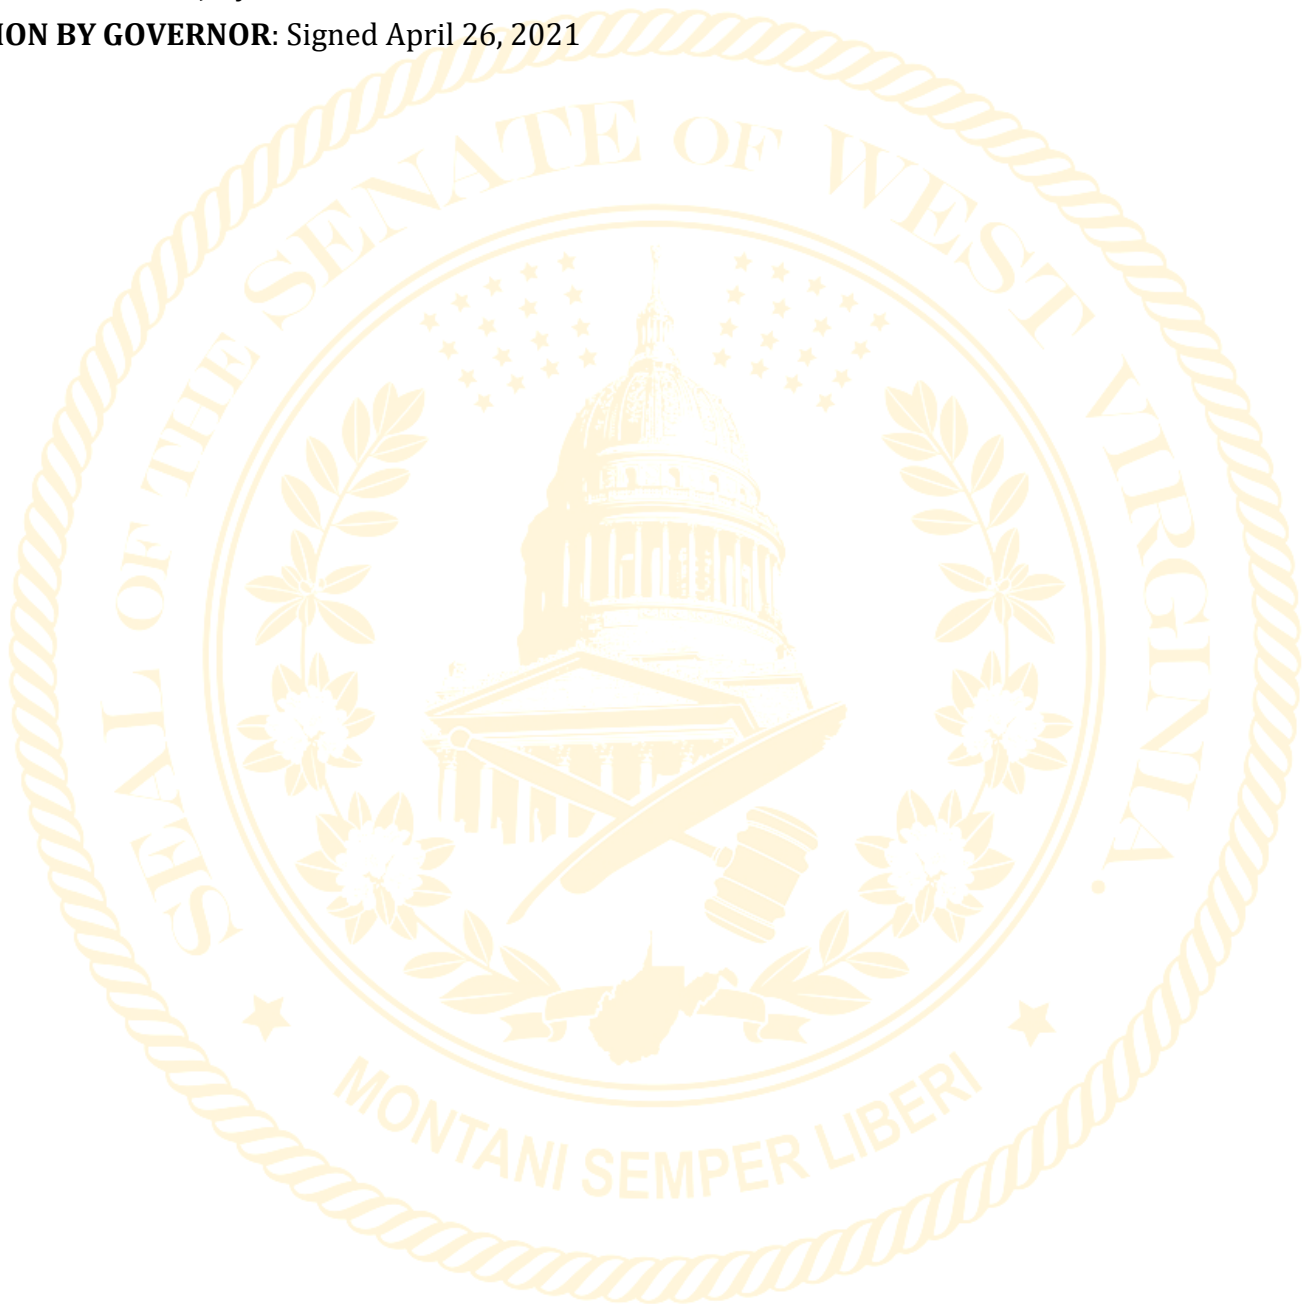 ION BY GOVERNOR: Signed April 26, 2021
SEAL OF THE SENATE OF WEST VIRGINIA.
MONTANI SEMPER LIBERI